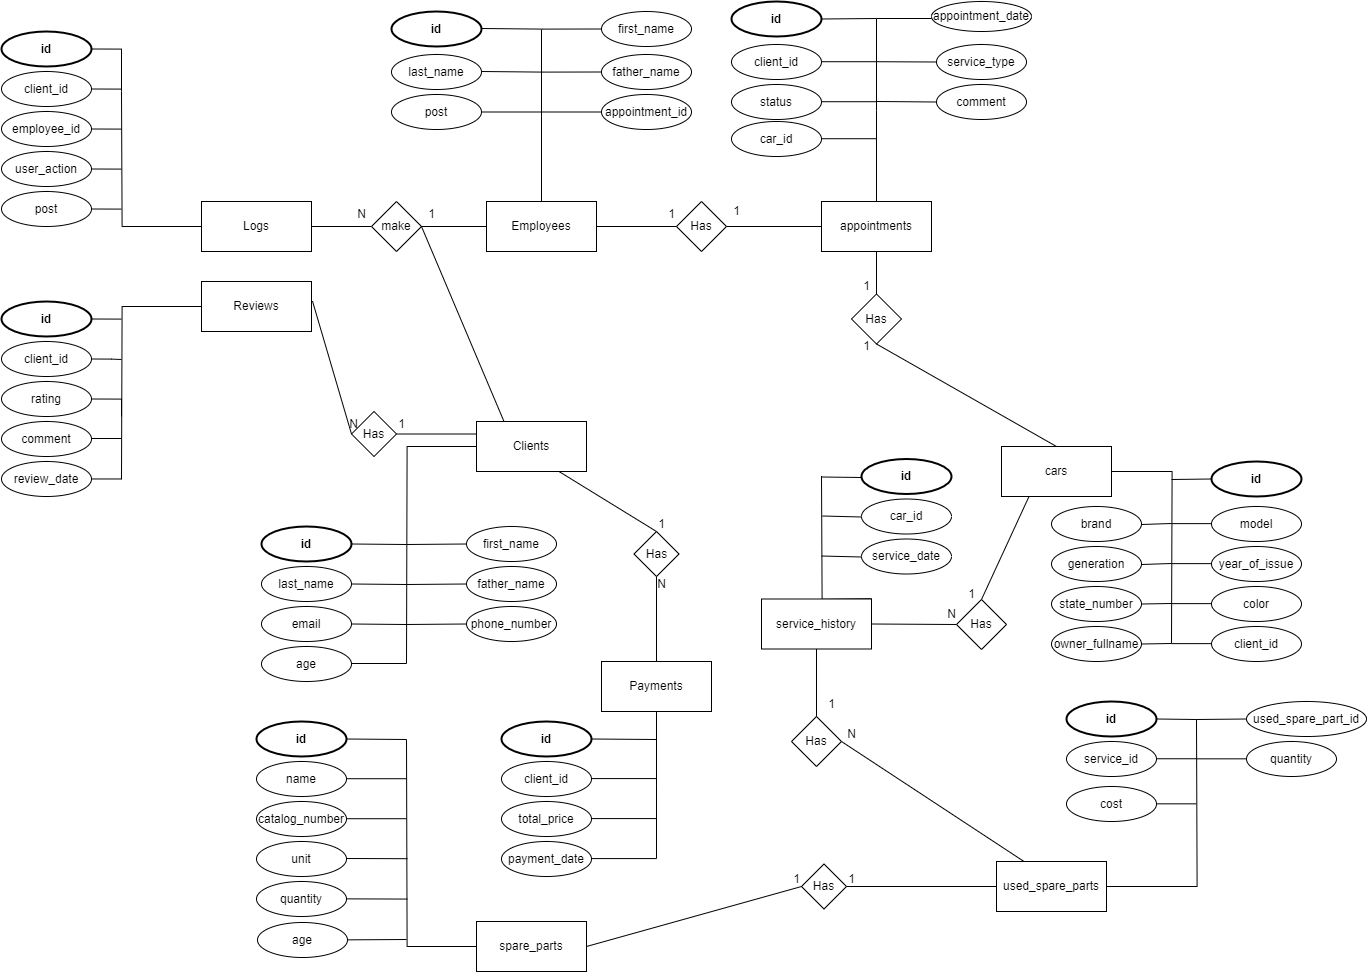 id
client_id
employee_id
user_action
post
Logs
N
make
1
id
first_name
last_name
father_name
post
appointment_id
Employees
1
Has
1
id
appointment_date
client_id
service_type
status
comment
car_id
appointments
1
Has
1
Reviews
id
client_id
rating
comment
review_date
N
Has
1
Clients
id
first_name
last_name
father_name
email
phone_number
age
1
Has
N
Payments
id
client_id
total_price
payment_date
cars
id
brand
model
generation
year_of_issue
state_number
color
owner_fullname
client_id
id
car_id
service_date
service_history
N
Has
1
1
Has
N
id
used_spare_part_id
service_id
quantity
cost
used_spare_parts
1
Has
1
id
name
catalog_number
unit
quantity
age
spare_parts